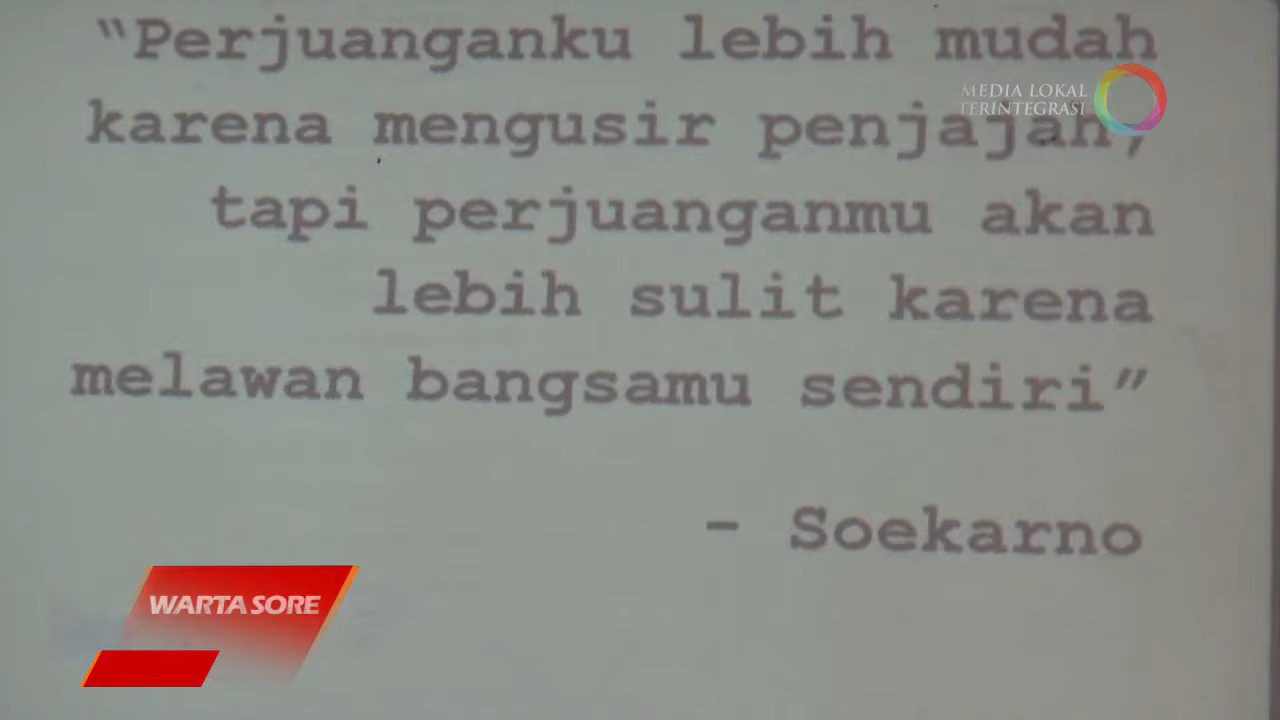 “Perjuanganku lebih mudah
karena mengusir penjajah,
tapi perjuanganmu akan
lebih sulit karena
melawan bangsamu sendiri”
- Soekarno
MEDIA LOKAL
TERINTEGRASI
WARTA SORE